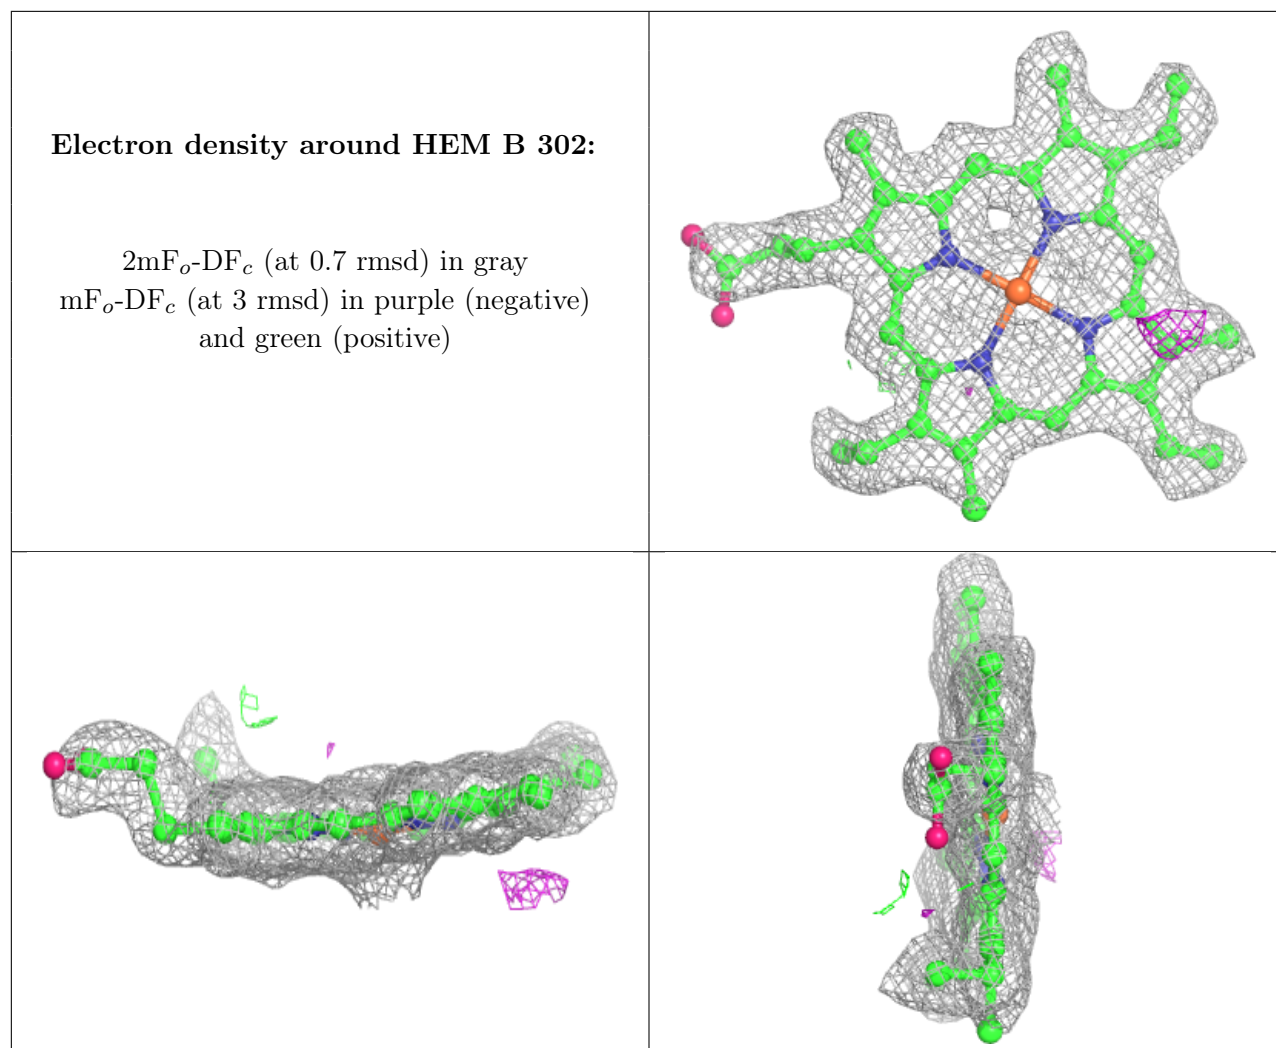 Electron density around HEM B 302:
2mFo-DFc (at 0.7 rmsd) in gray
mFo-DFc (at 3 rmsd) in purple (negative)
and green (positive)